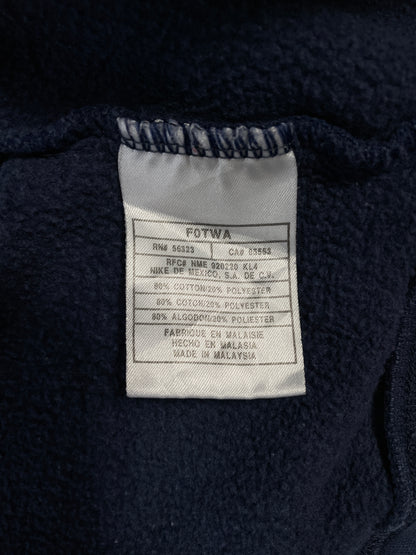 FOTWA
RN# 56323 CA# 05553
RFC# NME 920220 KL4
NIKE DE MEXICO, S.A. DE C.V.
80% COTTON/20% POLYESTER
80% COTON/20% POLYESTER
80% ALGODON/20% POLIESTER
FABRIQUE EN MALAISIE
HECHO EN MALASIA
MADE IN MALAYSIA